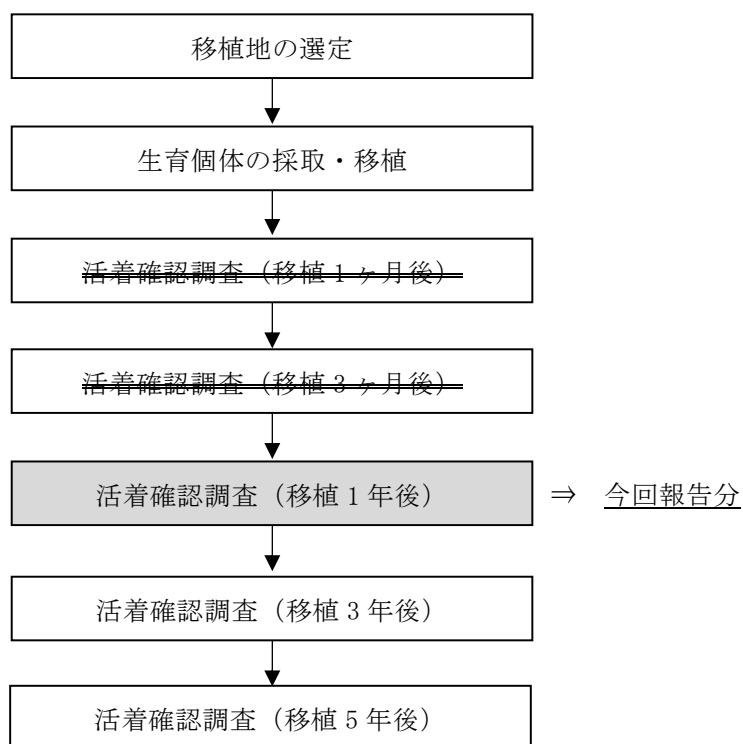 移植地の選定
生育個体の採取・移植
活着確認調査（移植 1 ヶ月後）
活着確認調査（移植 3 ヶ月後）
活着確認調査（移植 1 年後） ⇒ 今回報告分
活着確認調査（移植 3 年後）
活着確認調査（移植 5 年後）